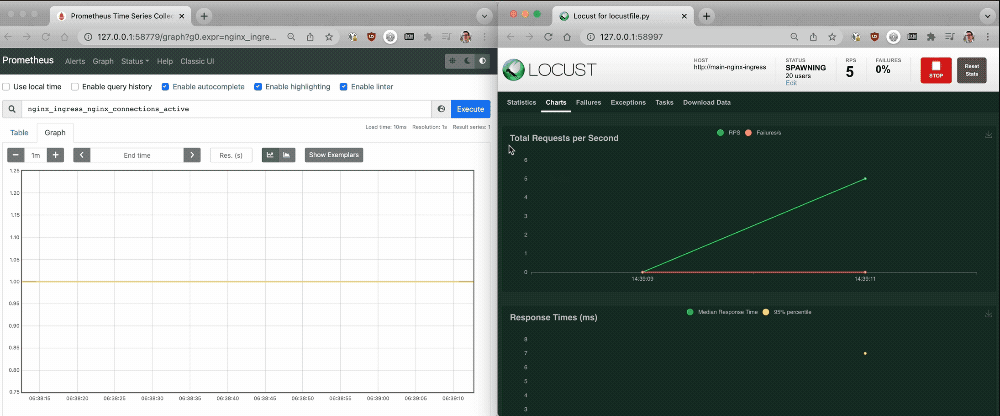 Prometheus Time Series Collec
127.0.0.1:58779/graph?g0.expr=nginx_ingre...
Prometheus Alerts Graph Status Help Classic UI
Use local time Enable query history Enable autocomplete Enable highlighting Enable linter
nginx_ingress_nginx_connections_active
Execute
Load time: 10ms Resolution: 1s Result series: 1
Table Graph
1m End time Res. (s) Show Exemplars
1.25
1.20
1.15
1.10
1.05
1.00
0.95
0.90
0.85
0.80
0.75
06:38:15 06:38:20 06:38:25 06:38:30 06:38:35 06:38:40 06:38:45 06:38:50 06:38:55 06:39:00 06:39:05 06:39:10
Locust for locustfile.py
127.0.0.1:58997
LOCUST
HOST
http://main-nginx-ingress
STATUS
SPAWNING
20 users
Edit
RPS
5
FAILURES
0%
STOP
Reset
Stats
Statistics Charts Failures Exceptions Tasks Download Data
Total Requests per Second
RPS Failures/s
6
5
4
3
2
1
0
14:39:09 14:39:11
Response Times (ms)
Median Response Time 95% percentile
8
7
6
5
4
3